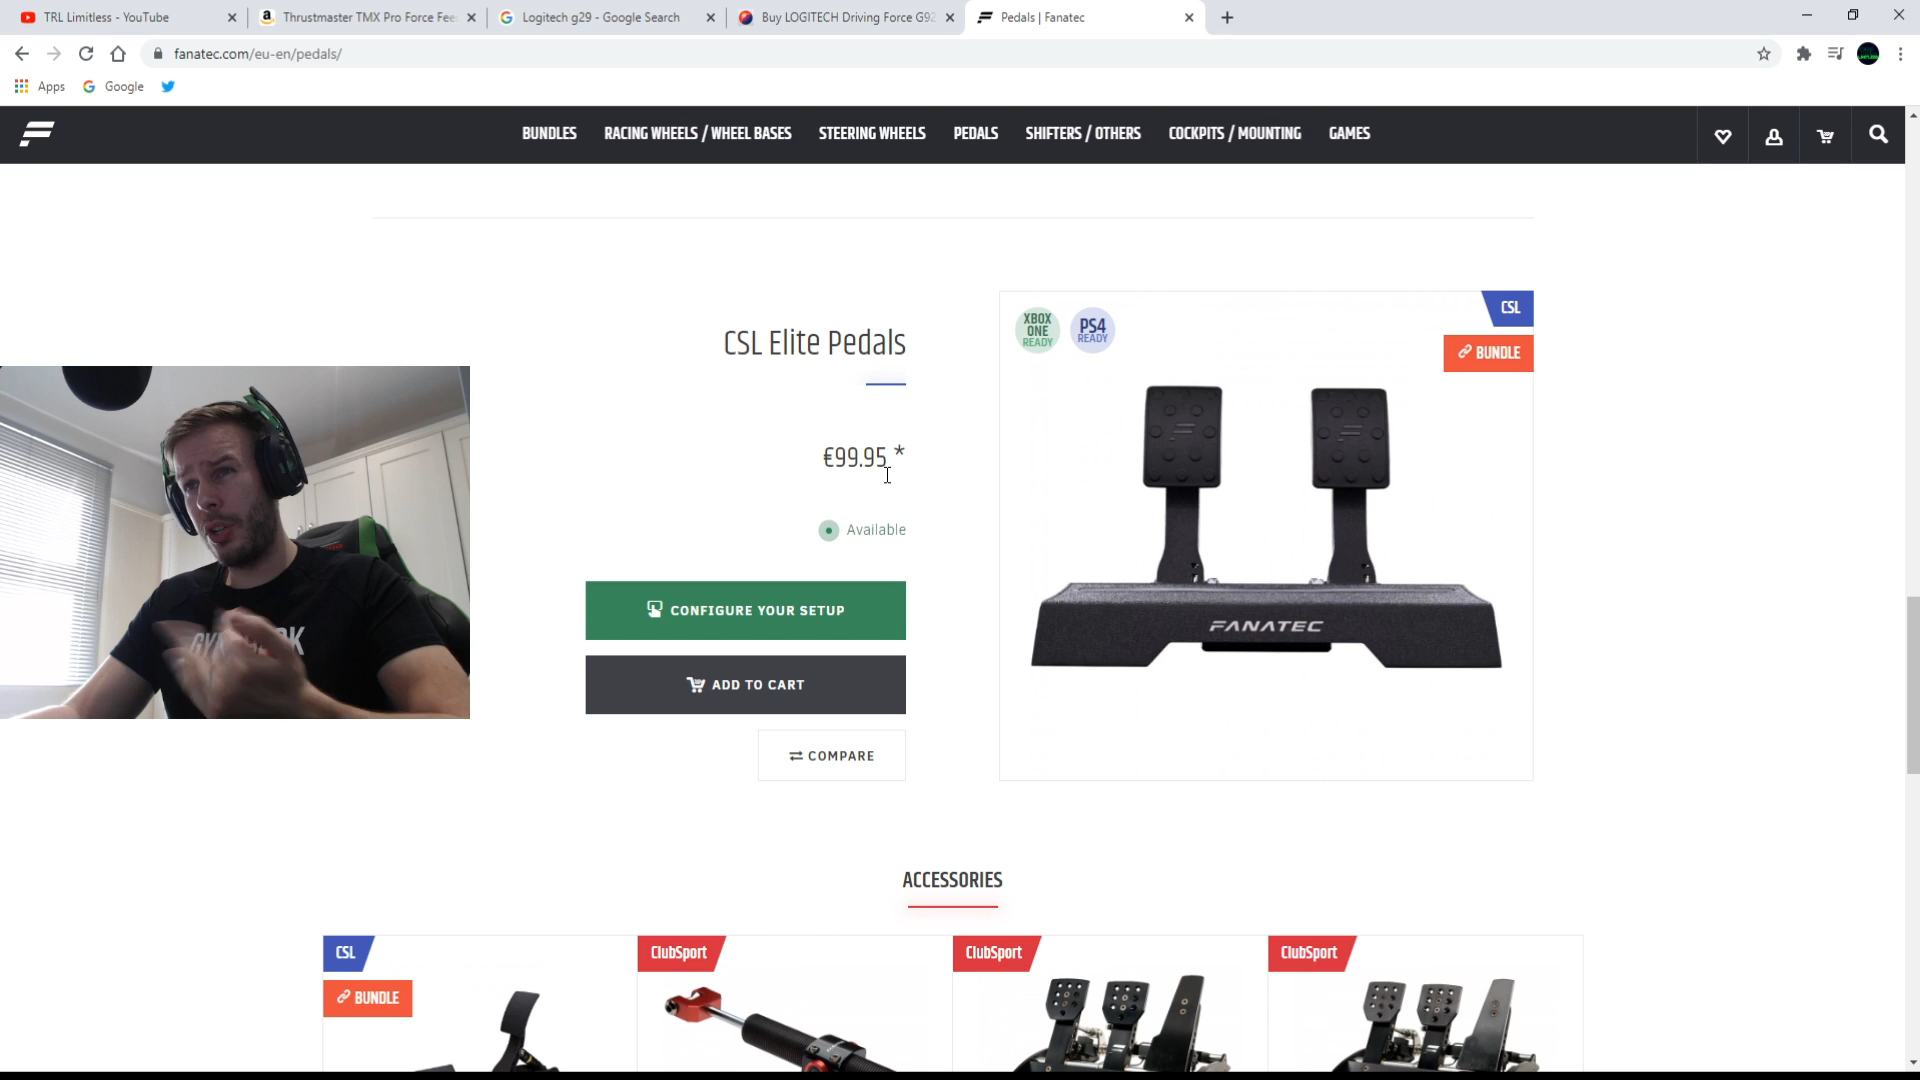 TRL Limitless - YouTube
Thrustmaster TMX Pro Force Fee
Logitech g29 - Google Search
Buy LOGITECH Driving Force G92
Pedals | Fanatec
fanatec.com/eu-en/pedals/
Apps
Google
BUNDLES
RACING WHEELS / WHEEL BASES
STEERING WHEELS
PEDALS
SHIFTERS / OTHERS
COCKPITS / MOUNTING
GAMES
CSL Elite Pedals
€99.95 *
Available
CONFIGURE YOUR SETUP
ADD TO CART
COMPARE
XBOX
ONE
READY
PS4
READY
CSL
BUNDLE
FANATEC
ACCESSORIES
CSL
BUNDLE
ClubSport
ClubSport
ClubSport